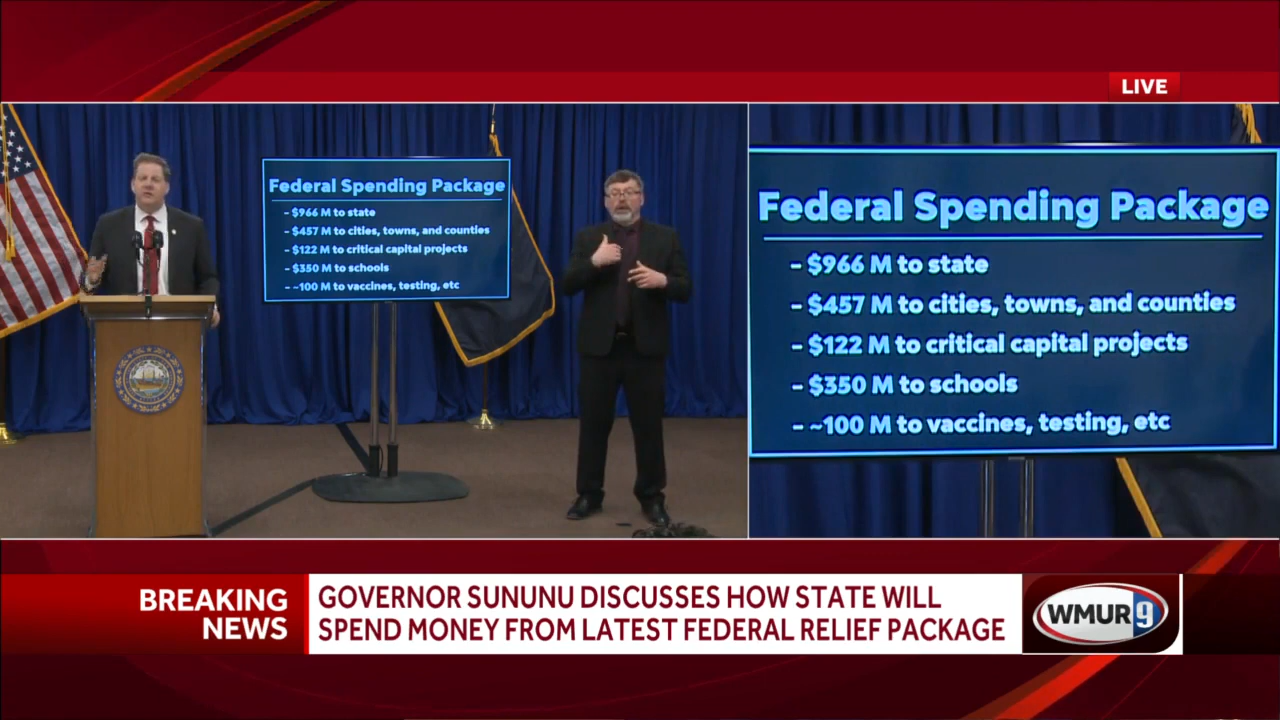 LIVE
Federal Spending Package
- $966 M to state
- $457 M to cities, towns, and counties
- $122 M to critical capital projects
- $350 M to schools
- ~100 M to vaccines, testing, etc
Federal Spending Package
- $966 M to state
- $457 M to cities, towns, and counties
- $122 M to critical capital projects
- $350 M to schools
- ~100 M to vaccines, testing, etc
BREAKING
NEWS
GOVERNOR SUNUNU DISCUSSES HOW STATE WILL
SPEND MONEY FROM LATEST FEDERAL RELIEF PACKAGE
WMUR 9